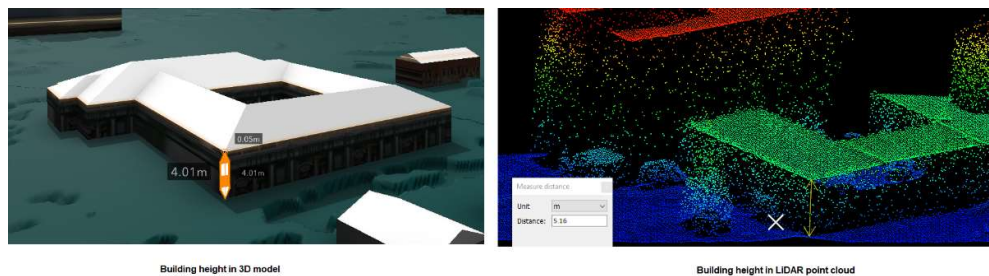 0.05m
4.01m
4.01m
Measure distance
Unit
m
Distance:
5.16
Building height in 3D model
Building height in LiDAR point cloud